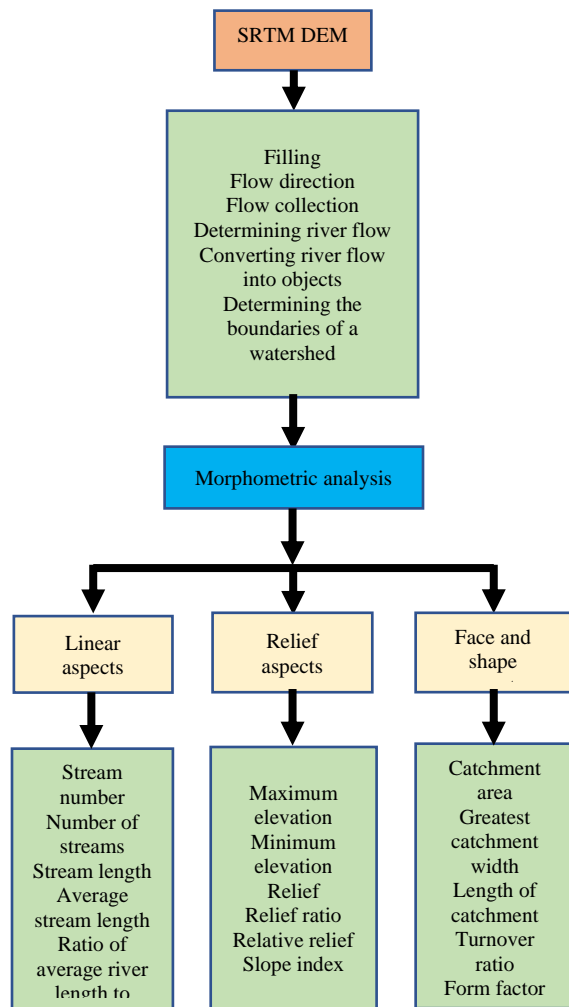 SRTM DEM
Filling
Flow direction
Flow collection
Determining river flow
Converting river flow
into objects
Determining the
boundaries of a
watershed
Morphometric analysis
Linear
aspects
Relief
aspects
Face and
shape
Stream
number
Number of
streams
Stream length
Average
stream length
Ratio of
average river
length to
Maximum
elevation
Minimum
elevation
Relief
Relief ratio
Relative relief
Slope index
Catchment
area
Greatest
catchment
width
Length of
catchment
Turnover
ratio
Form factor